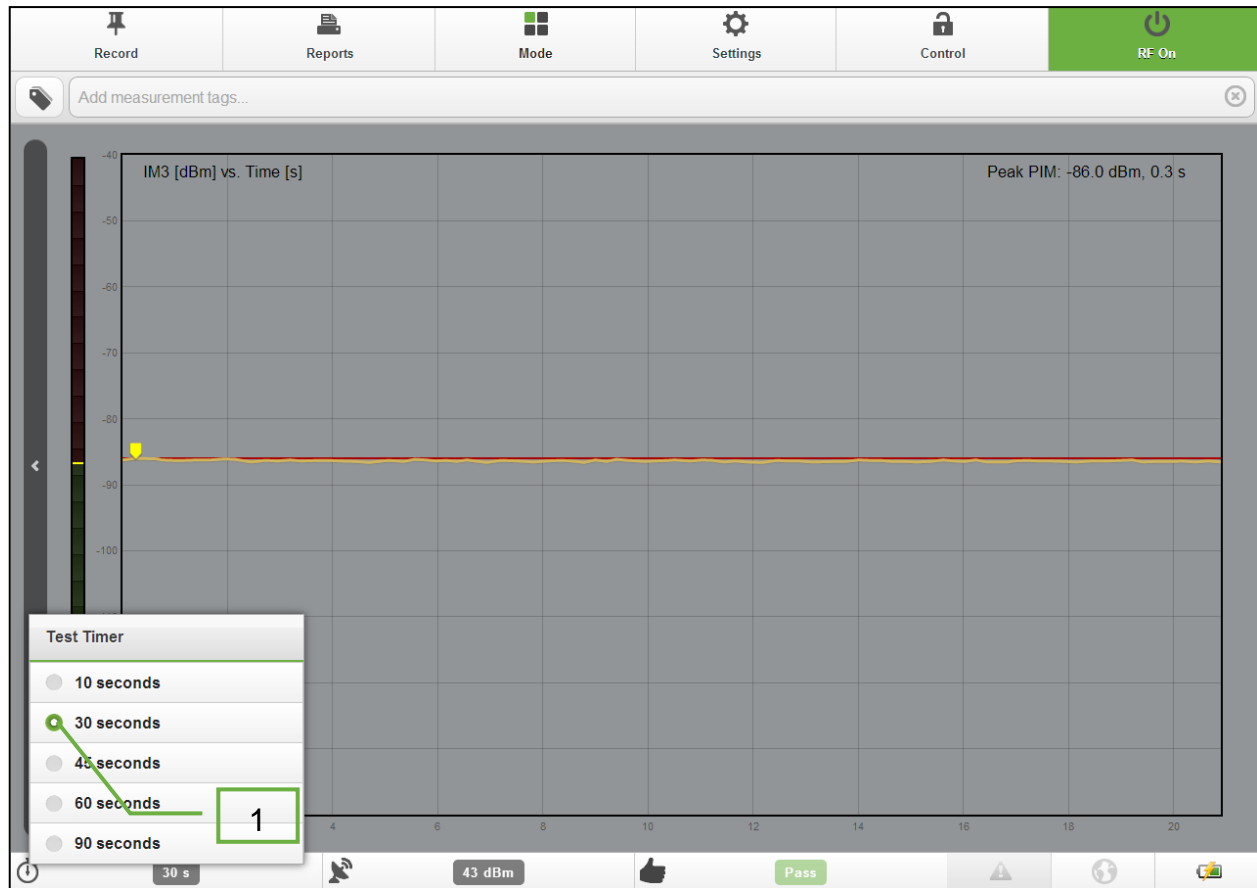 Record Reports Mode Settings Control RF On
Add measurement tags...
IM3 [dBm] vs. Time [s] Peak PIM: -86.0 dBm, 0.3 s
-40
-50
-60
-70
-80
-90
-100
Test Timer
10 seconds
30 seconds
45 seconds
60 seconds
90 seconds
1
4 6 8 10 12 14 16 18 20
30 s 43 dBm Pass